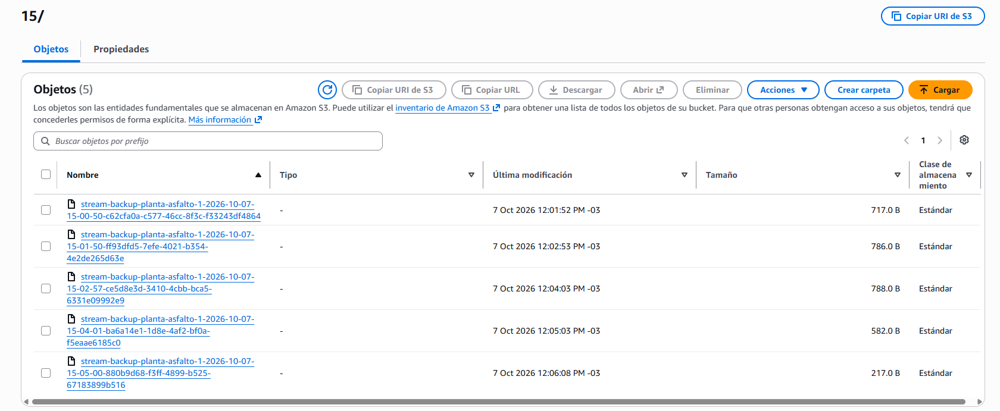 15/
Copiar URI de S3
Objetos
Propiedades
Objetos (5)
Copiar URI de S3
Copiar URL
Descargar
Abrir
Eliminar
Acciones
Crear carpeta
Cargar
Los objetos son las entidades fundamentales que se almacenan en Amazon S3. Puede utilizar el inventario de Amazon S3 para obtener una lista de todos los objetos de su bucket. Para que otras personas obtengan acceso a sus objetos, tendrá que
concederles permisos de forma explícita. Más información
Buscar objetos por prefijo
1
Nombre
Tipo
Última modificación
Tamaño
Clase de
almacena
miento
stream-backup-planta-asfalto-1-2026-10-07-
15-00-50-c62cfa0a-c577-46cc-8f3c-f33243df4864
-
7 Oct 2026 12:01:52 PM -03
717.0 B
Estándar
stream-backup-planta-asfalto-1-2026-10-07-
15-01-50-ff93dfd5-7efe-4021-b354-
4e2de265d63e
-
7 Oct 2026 12:02:53 PM -03
786.0 B
Estándar
stream-backup-planta-asfalto-1-2026-10-07-
15-02-57-ce5d8e3d-3410-4cbb-bca5-
6331e09992e9
-
7 Oct 2026 12:04:03 PM -03
788.0 B
Estándar
stream-backup-planta-asfalto-1-2026-10-07-
15-04-01-ba6a14e1-1d8e-4af2-bf0a-
f5eaae6185c0
-
7 Oct 2026 12:05:03 PM -03
582.0 B
Estándar
stream-backup-planta-asfalto-1-2026-10-07-
15-05-00-880b9d68-f3ff-4899-b525-
67183899b516
-
7 Oct 2026 12:06:08 PM -03
217.0 B
Estándar